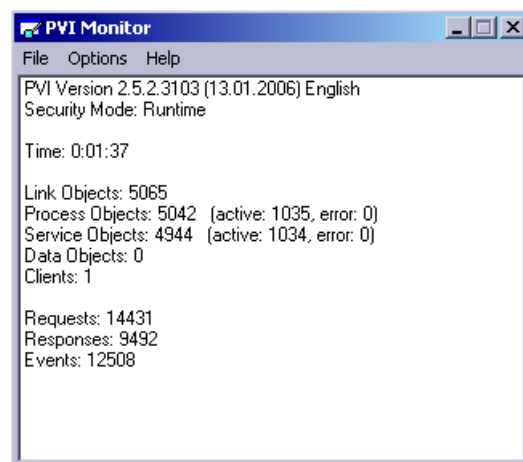 PVI Monitor
File Options Help
PVI Version 2.5.2.3103 (13.01.2006) English
Security Mode: Runtime
Time: 0:01:37
Link Objects: 5065
Process Objects: 5042 (active: 1035, error: 0)
Service Objects: 4944 (active: 1034, error: 0)
Data Objects: 0
Clients: 1
Requests: 14431
Responses: 9492
Events: 12508